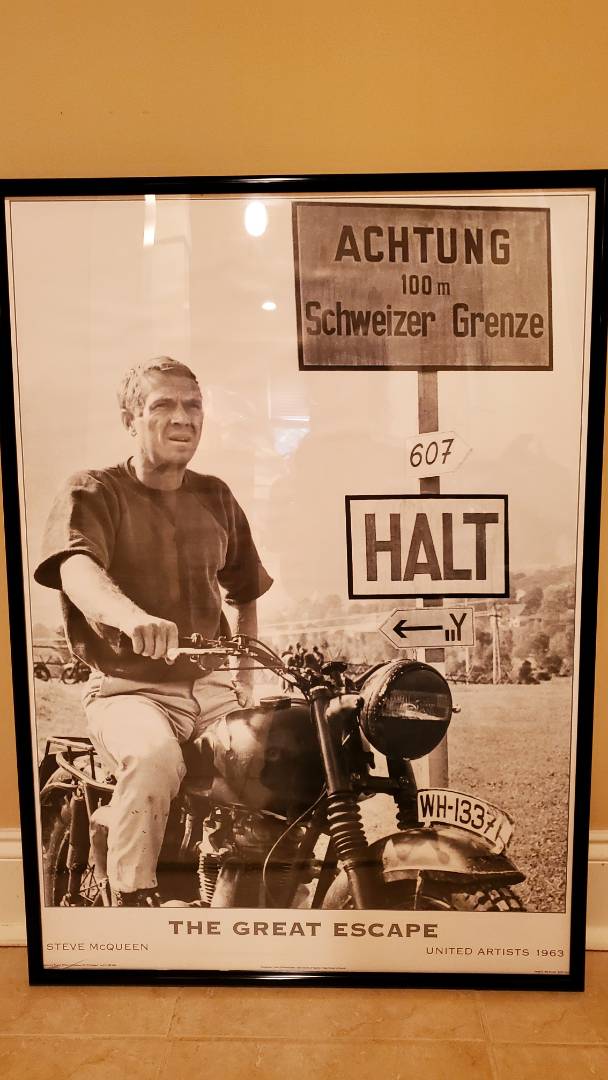 ACHTUNG
100 m
Schweizer Grenze
607
HALT
WH-13371
THE GREAT ESCAPE
STEVE McQUEEN
UNITED ARTISTS 1963